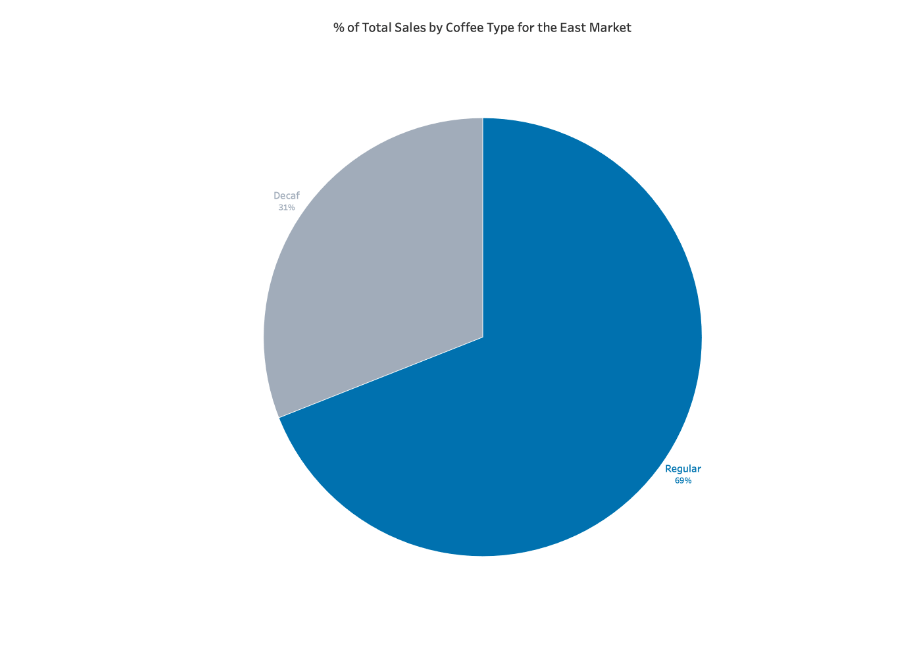 % of Total Sales by Coffee Type for the East Market
Decaf
31%
Regular
69%